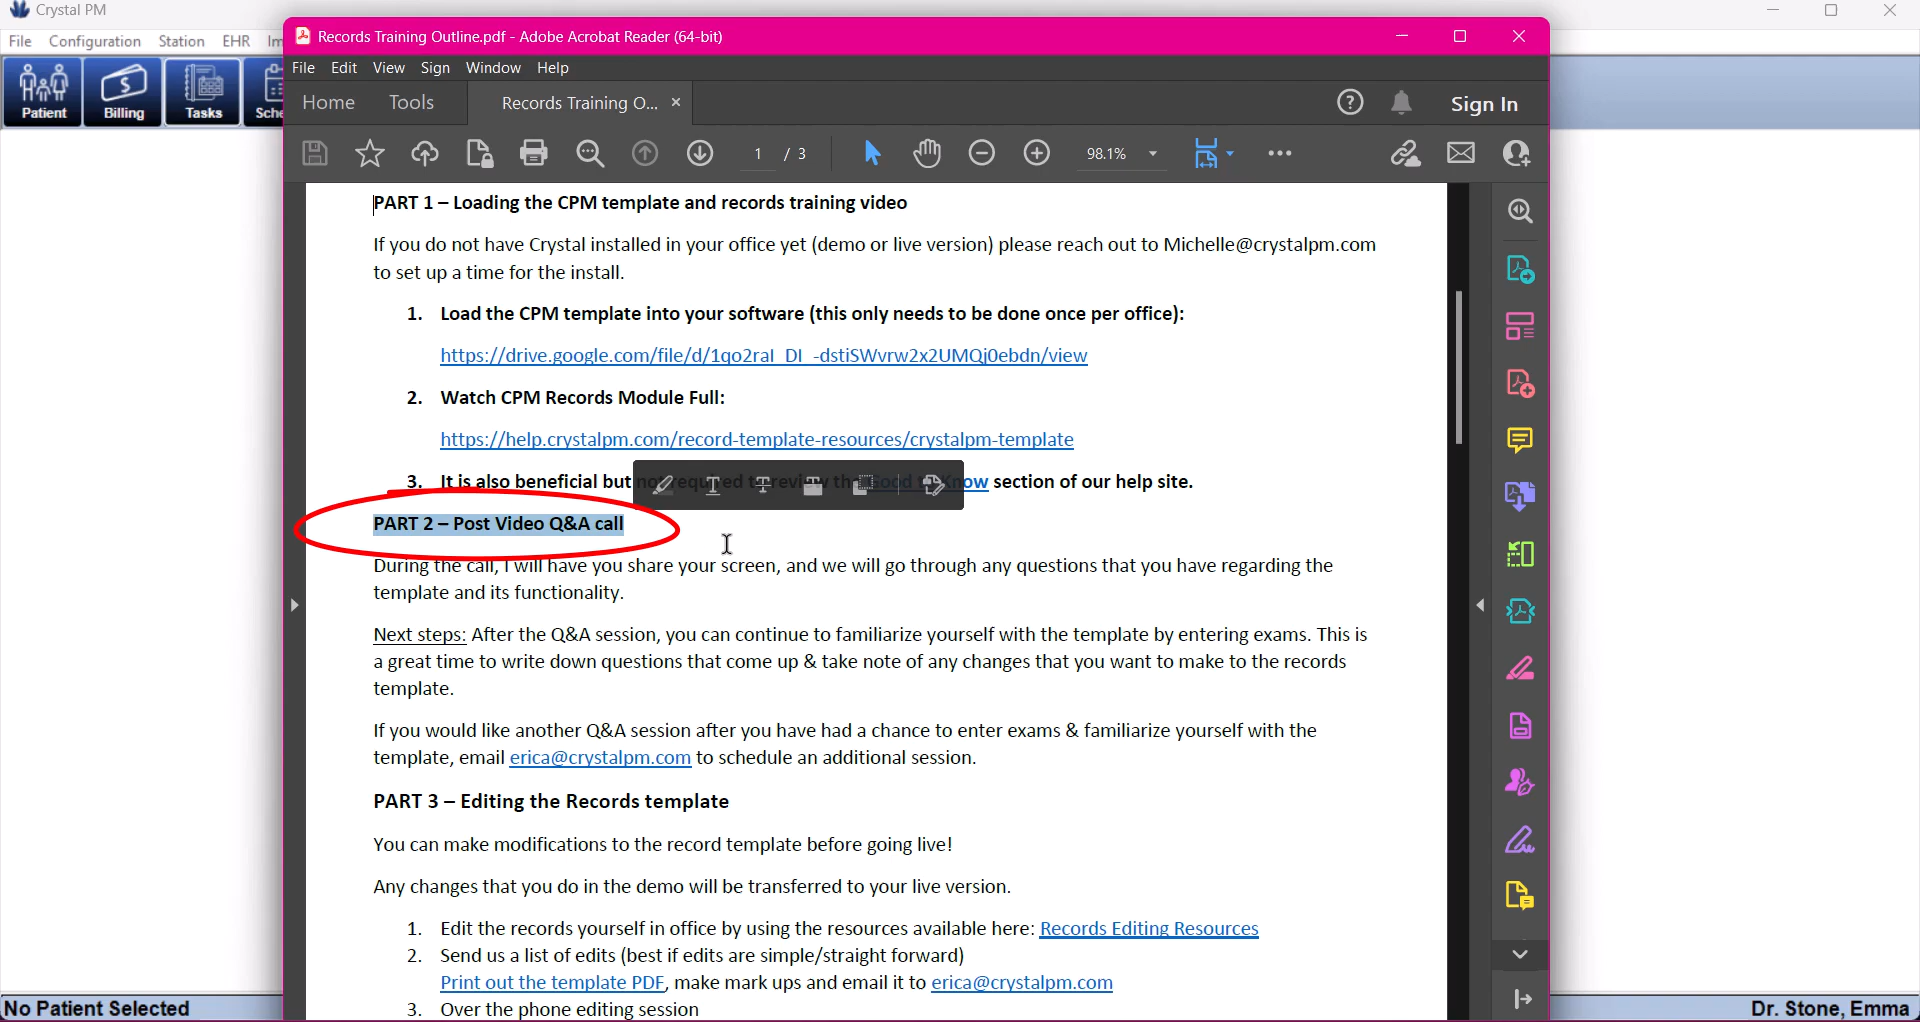 Crystal PM
File Configuration Station EHR
Patient Billing Tasks
Records Training Outline.pdf - Adobe Acrobat Reader (64-bit)
File Edit View Sign Window Help
Home Tools Records Training O... Sign In
1 / 3 98.1%
PART 1 – Loading the CPM template and records training video
If you do not have Crystal installed in your office yet (demo or live version) please reach out to Michelle@crystalpm.com
to set up a time for the install.
1. Load the CPM template into your software (this only needs to be done once per office):
https://drive.google.com/file/d/1qo2raI_DI_-dstiSWvrw2x2UMQj0ebdn/view
2. Watch CPM Records Module Full:
https://help.crystalpm.com/record-template-resources/crystalpm-template
3. It is also beneficial but not required to review the Good to Know section of our help site.
PART 2 – Post Video Q&A call
During the call, I will have you share your screen, and we will go through any questions that you have regarding the
template and its functionality.
Next steps: After the Q&A session, you can continue to familiarize yourself with the template by entering exams. This is
a great time to write down questions that come up & take note of any changes that you want to make to the records
template.
If you would like another Q&A session after you have had a chance to enter exams & familiarize yourself with the
template, email erica@crystalpm.com to schedule an additional session.
PART 3 – Editing the Records template
You can make modifications to the record template before going live!
Any changes that you do in the demo will be transferred to your live version.
1. Edit the records yourself in office by using the resources available here: Records Editing Resources
2. Send us a list of edits (best if edits are simple/straight forward)
Print out the template PDF, make mark ups and email it to erica@crystalpm.com
3. Over the phone editing session
No Patient Selected
Dr. Stone, Emma